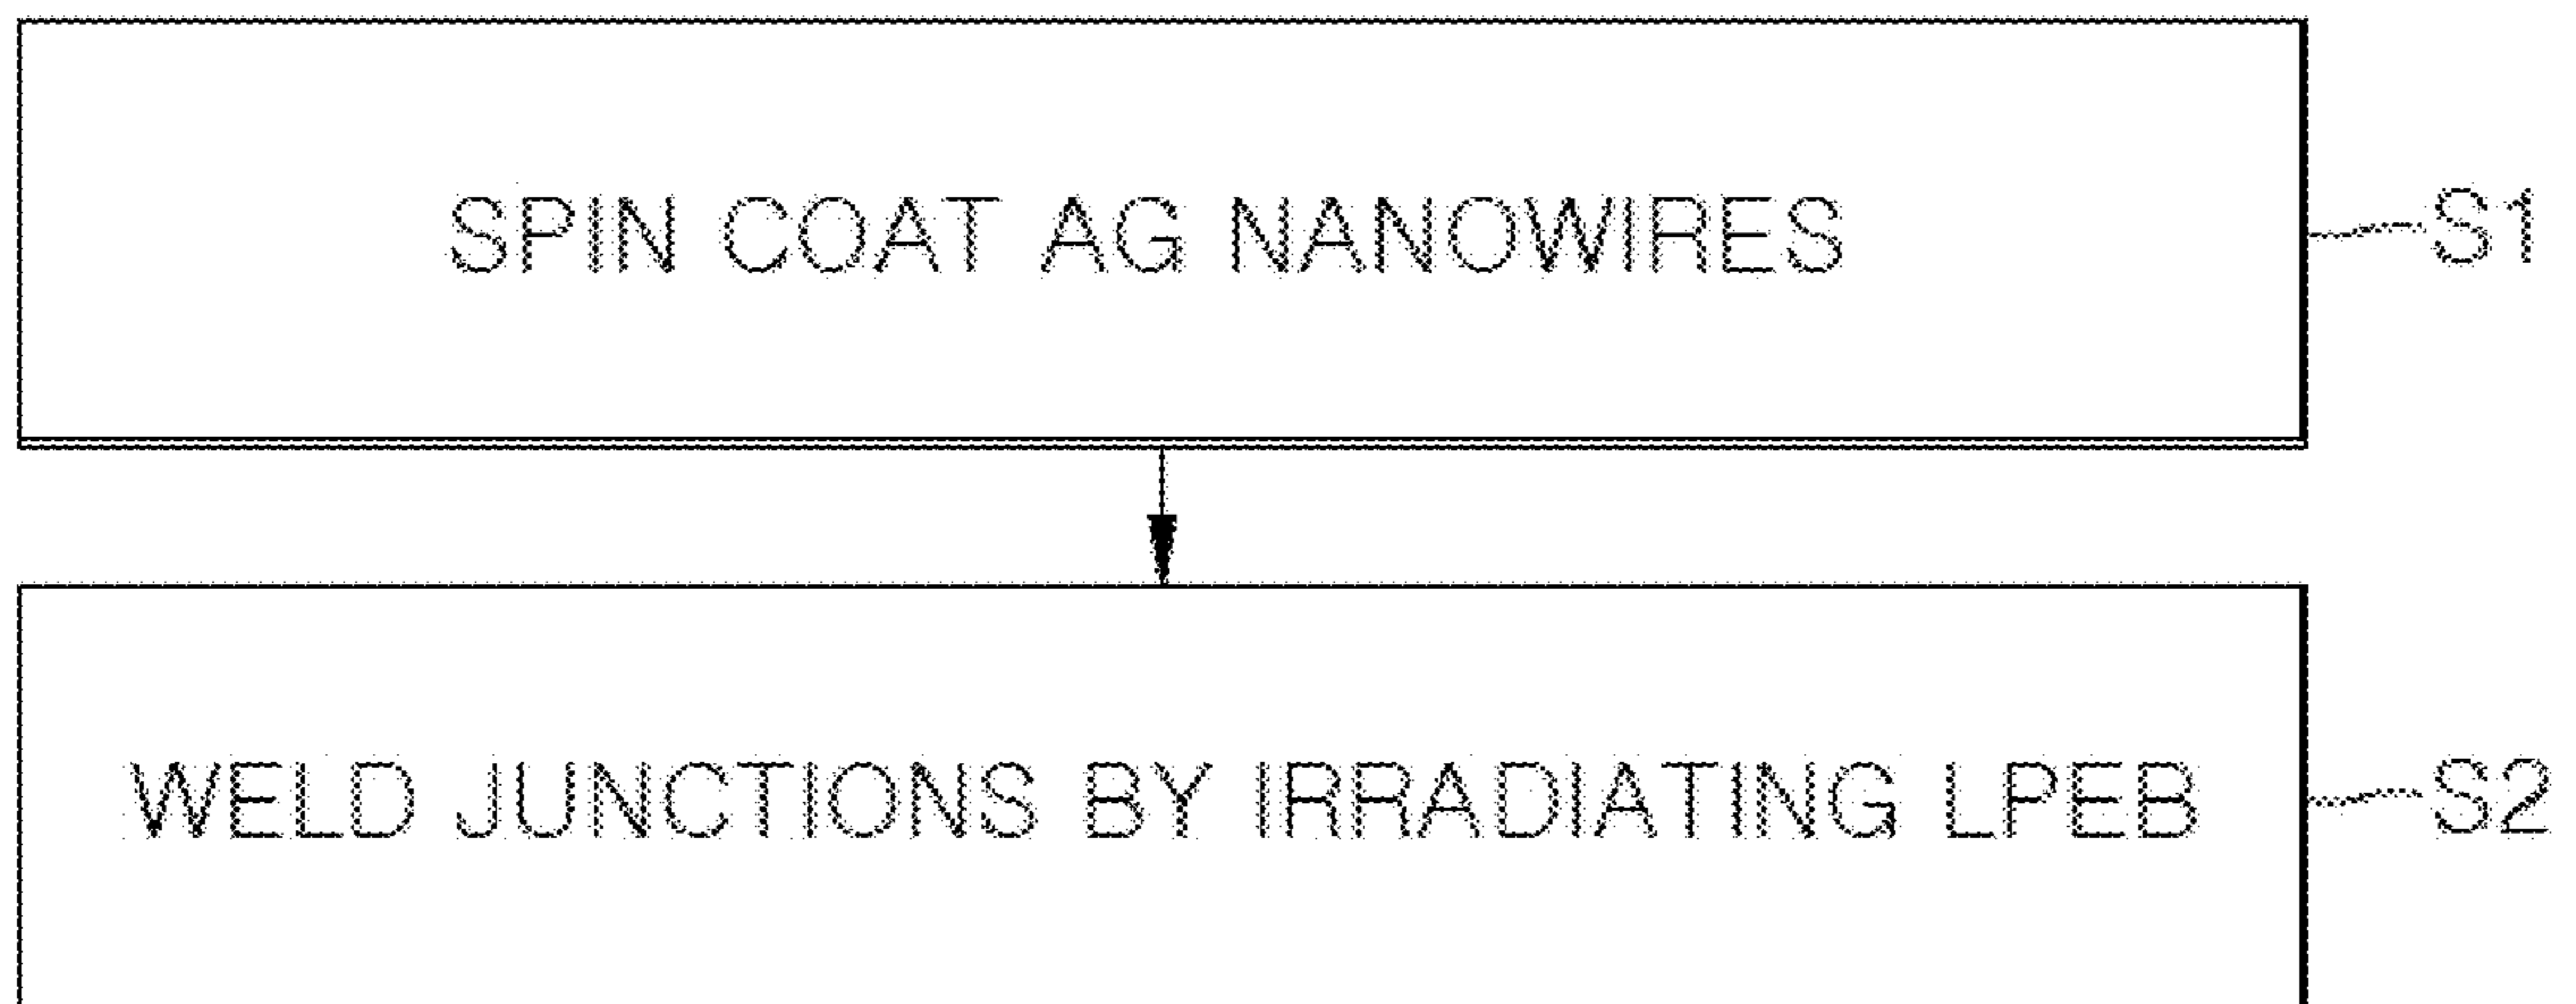 SPIN COAT AG NANOWIRES S1
WELD JUNCTIONS BY IRRADIATING LPEB S2